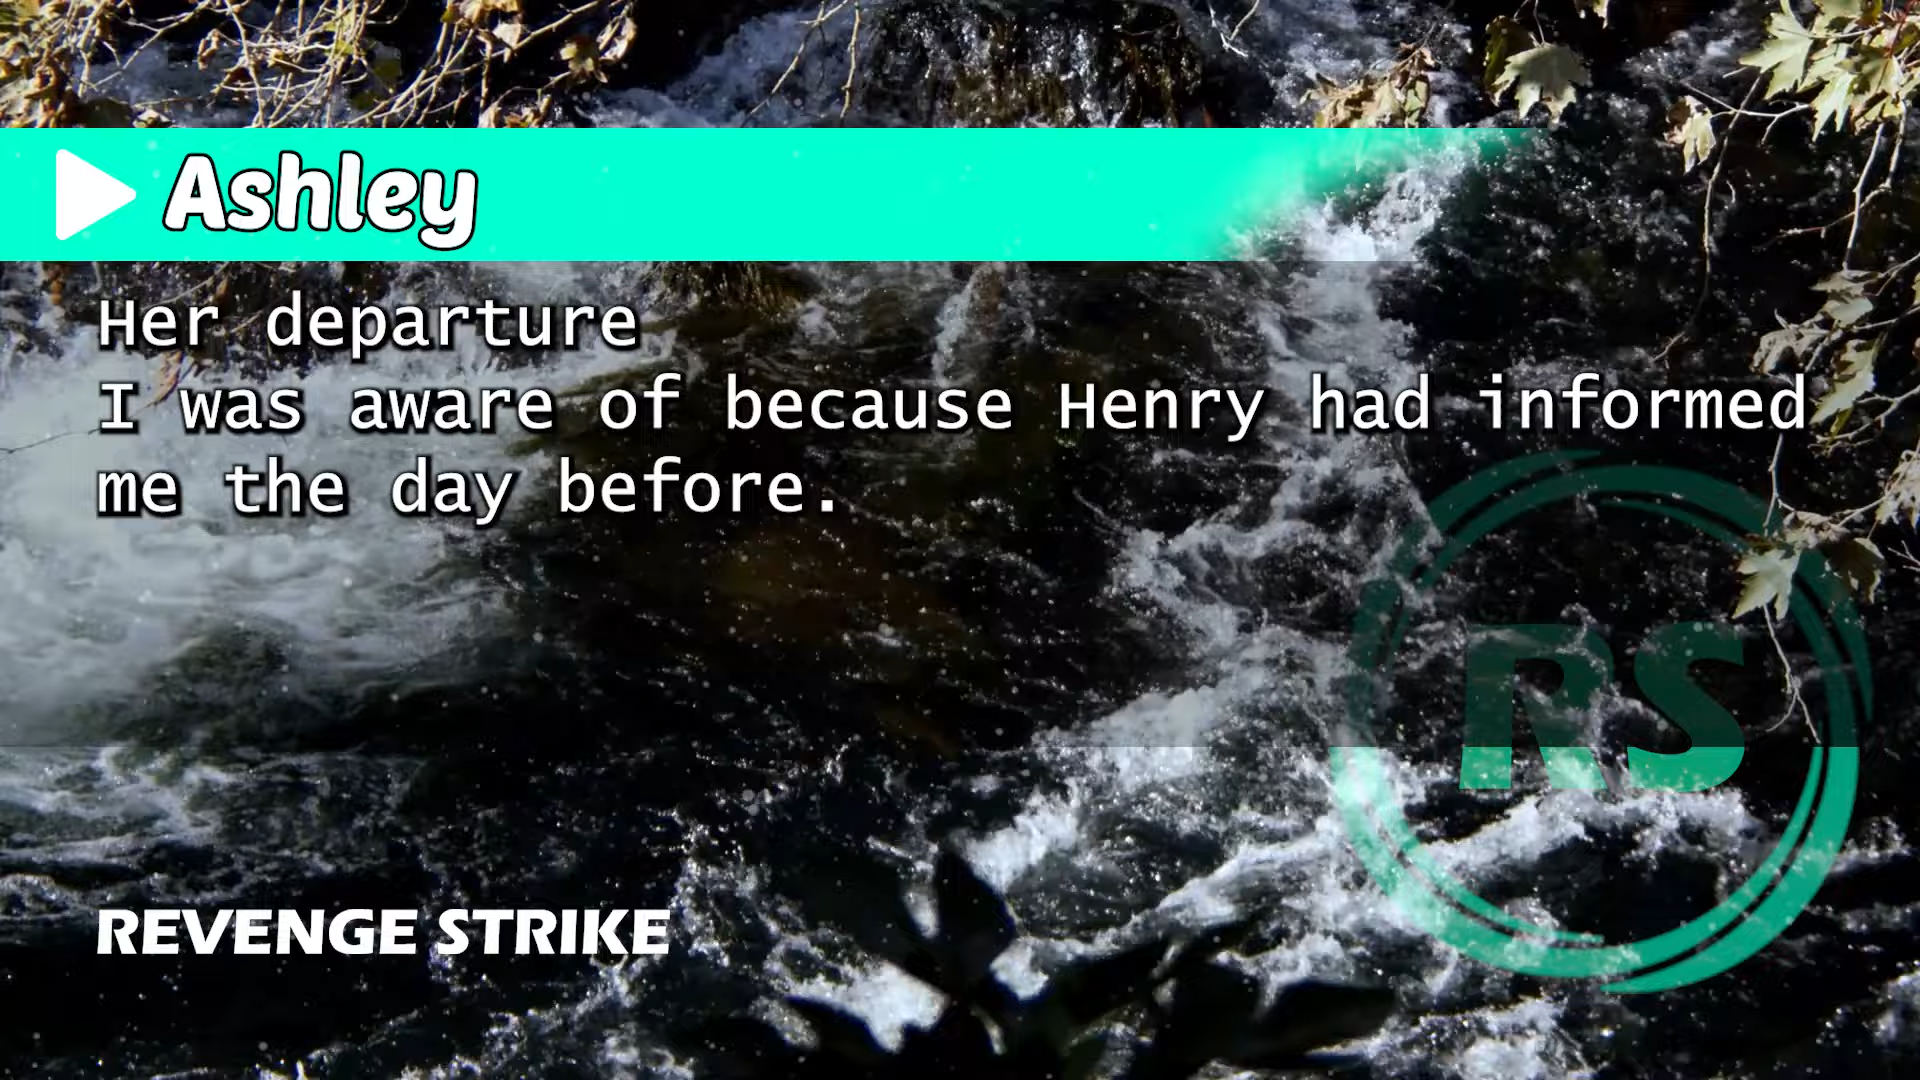 Ashley
Her departure
I was aware of because Henry had informed
me the day before.
RS
REVENGE STRIKE